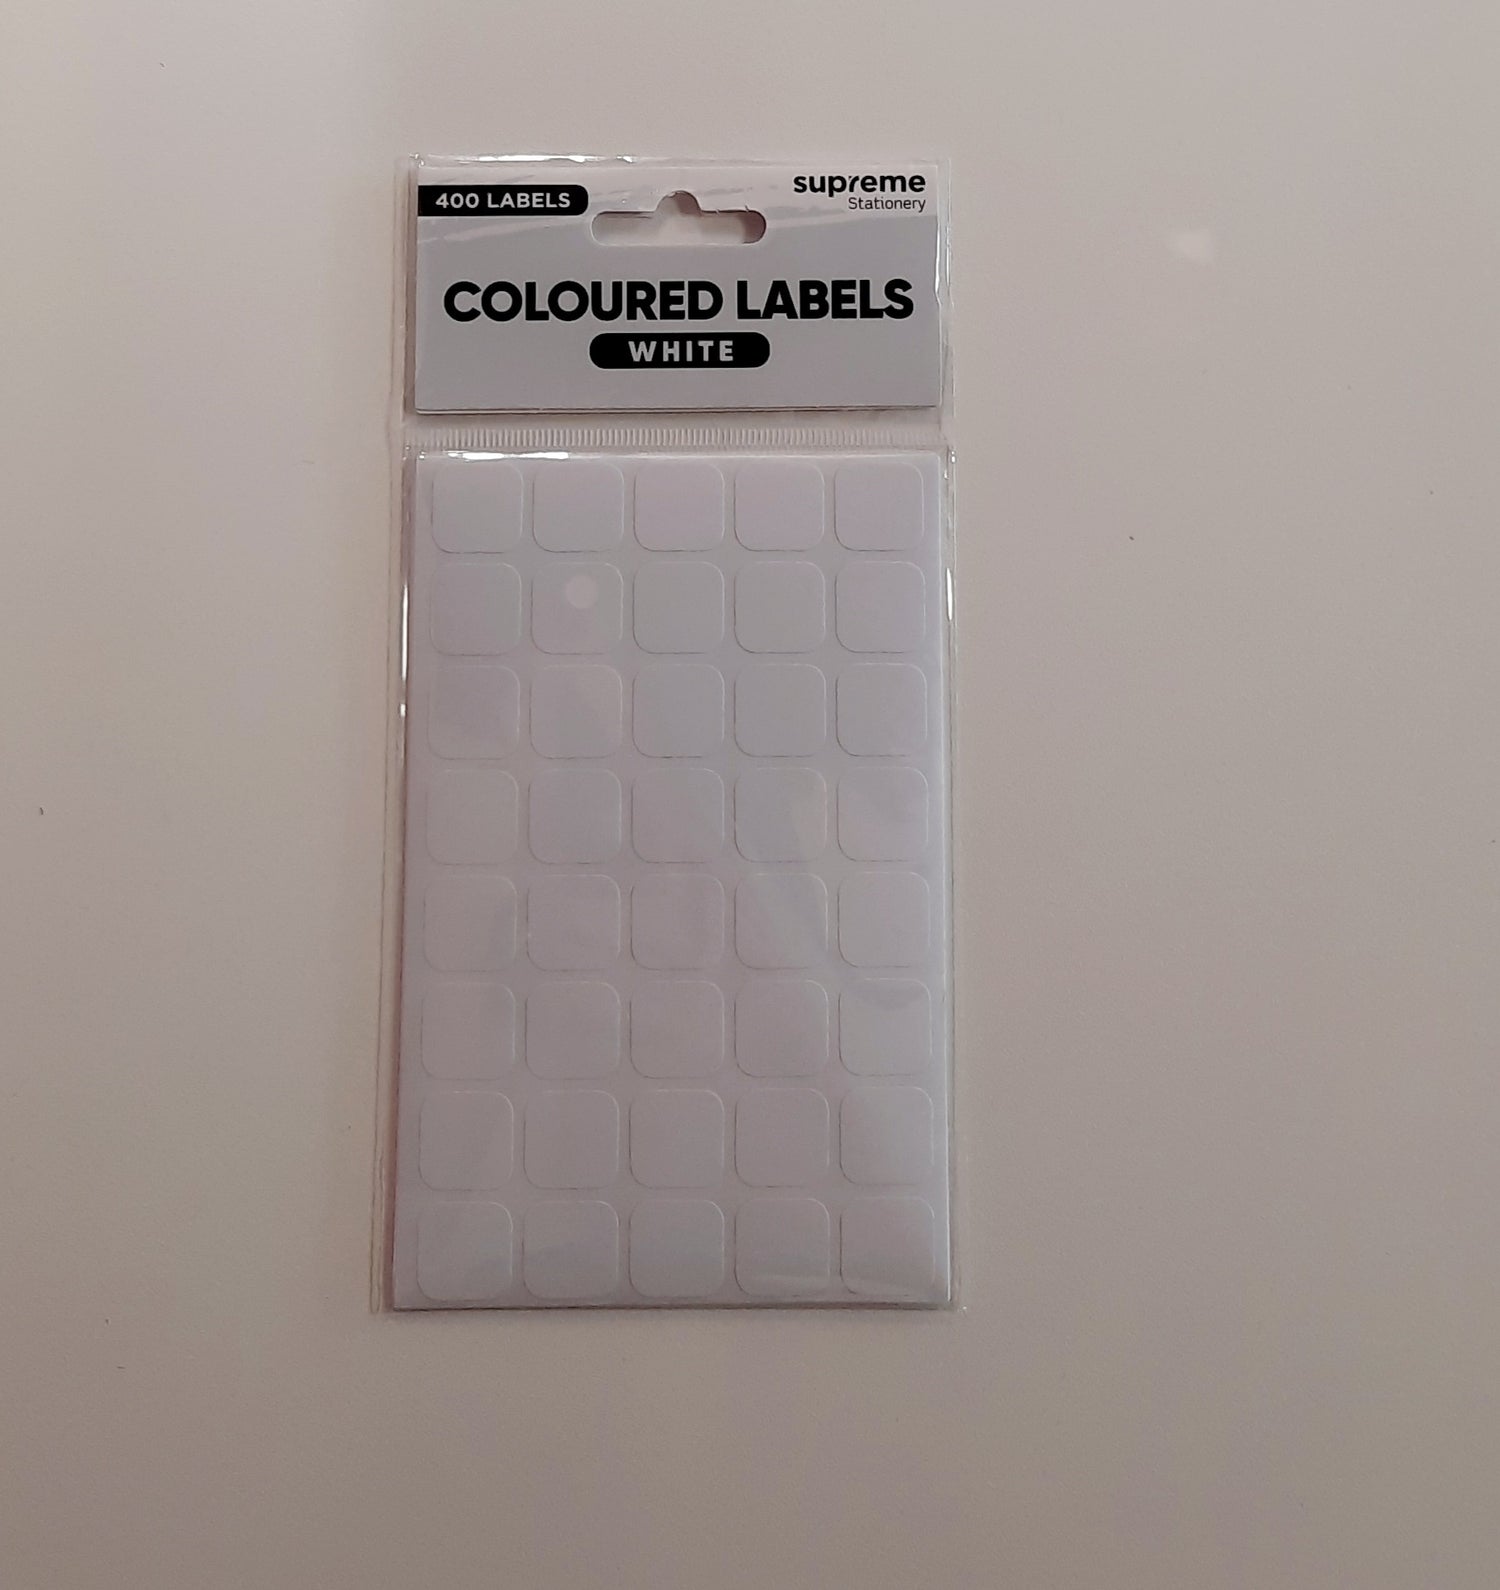 400 LABELS
supreme
Stationery
COLOURED LABELS
WHITE